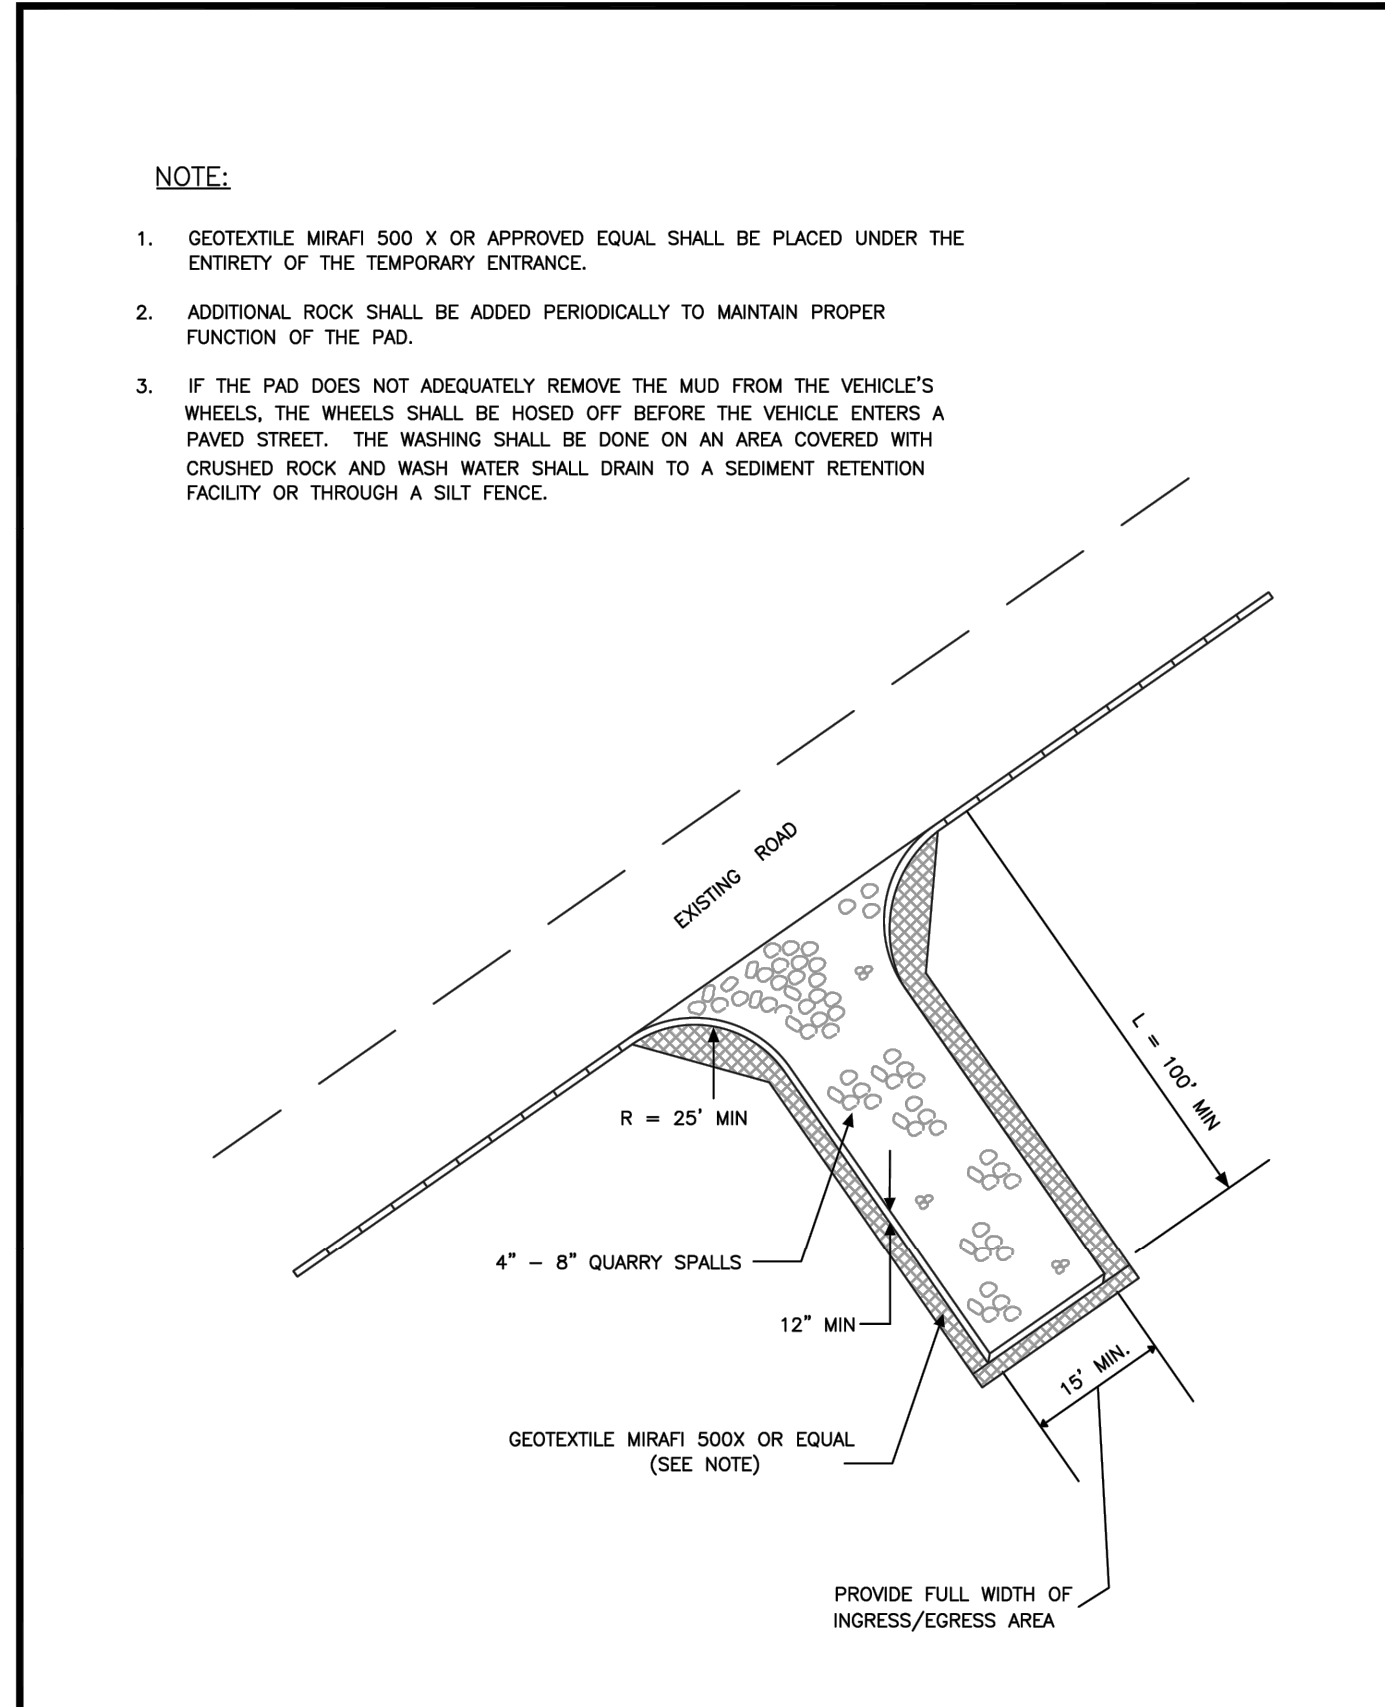 NOTE:
1. GEOTEXTILE MIRAFI 500 X OR APPROVED EQUAL SHALL BE PLACED UNDER THE
ENTIRETY OF THE TEMPORARY ENTRANCE.
2. ADDITIONAL ROCK SHALL BE ADDED PERIODICALLY TO MAINTAIN PROPER
FUNCTION OF THE PAD.
3. IF THE PAD DOES NOT ADEQUATELY REMOVE THE MUD FROM THE VEHICLE'S
WHEELS, THE WHEELS SHALL BE HOSED OFF BEFORE THE VEHICLE ENTERS A
PAVED STREET. THE WASHING SHALL BE DONE ON AN AREA COVERED WITH
CRUSHED ROCK AND WASH WATER SHALL DRAIN TO A SEDIMENT RETENTION
FACILITY OR THROUGH A SILT FENCE.
EXISTING ROAD
L = 100' MIN
R = 25' MIN
4" – 8" QUARRY SPALLS
12" MIN
15' MIN.
GEOTEXTILE MIRAFI 500X OR EQUAL
(SEE NOTE)
PROVIDE FULL WIDTH OF
INGRESS/EGRESS AREA